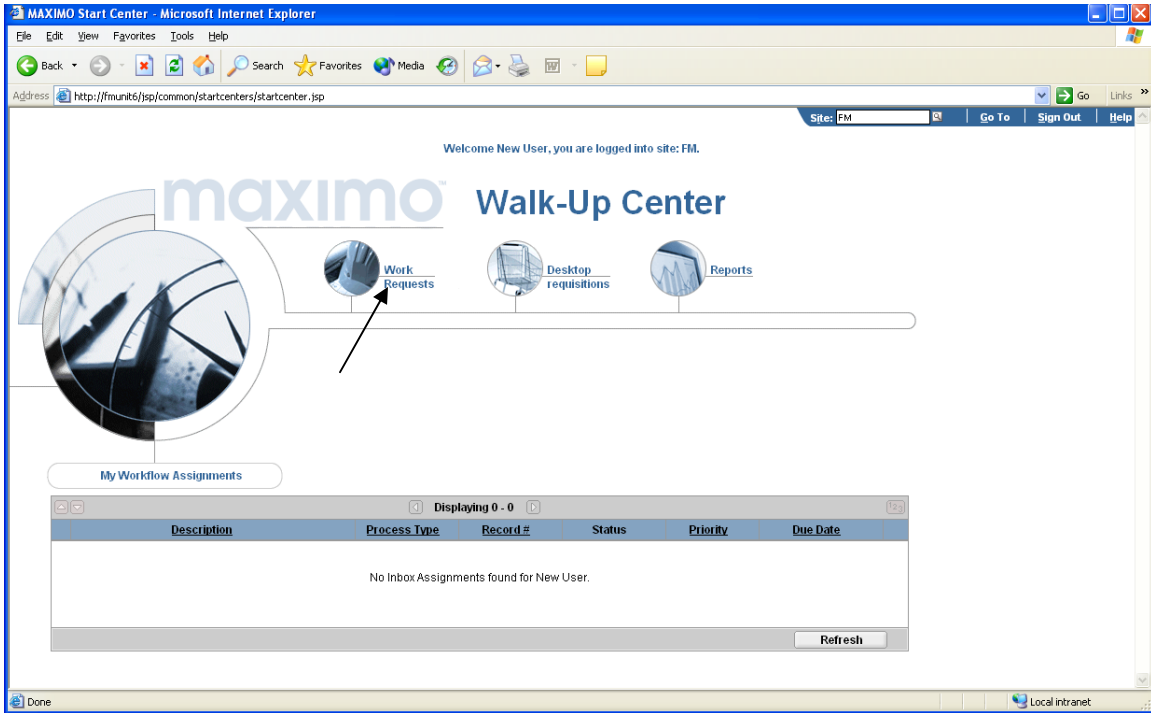 MAXIMO Start Center - Microsoft Internet Explorer
File Edit View Favorites Tools Help
Back Search Favorites Media
Address http://fmunit6/jsp/common/startcenters/startcenter.jsp Go Links »
Site: FM Go To Sign Out Help
Welcome New User, you are logged into site: FM.
maximo™ Walk-Up Center
Work Requests
Desktop requisitions
Reports
My Workflow Assignments
Displaying 0 - 0 123
Description Process Type Record # Status Priority Due Date
No Inbox Assignments found for New User.
Refresh
Done Local intranet